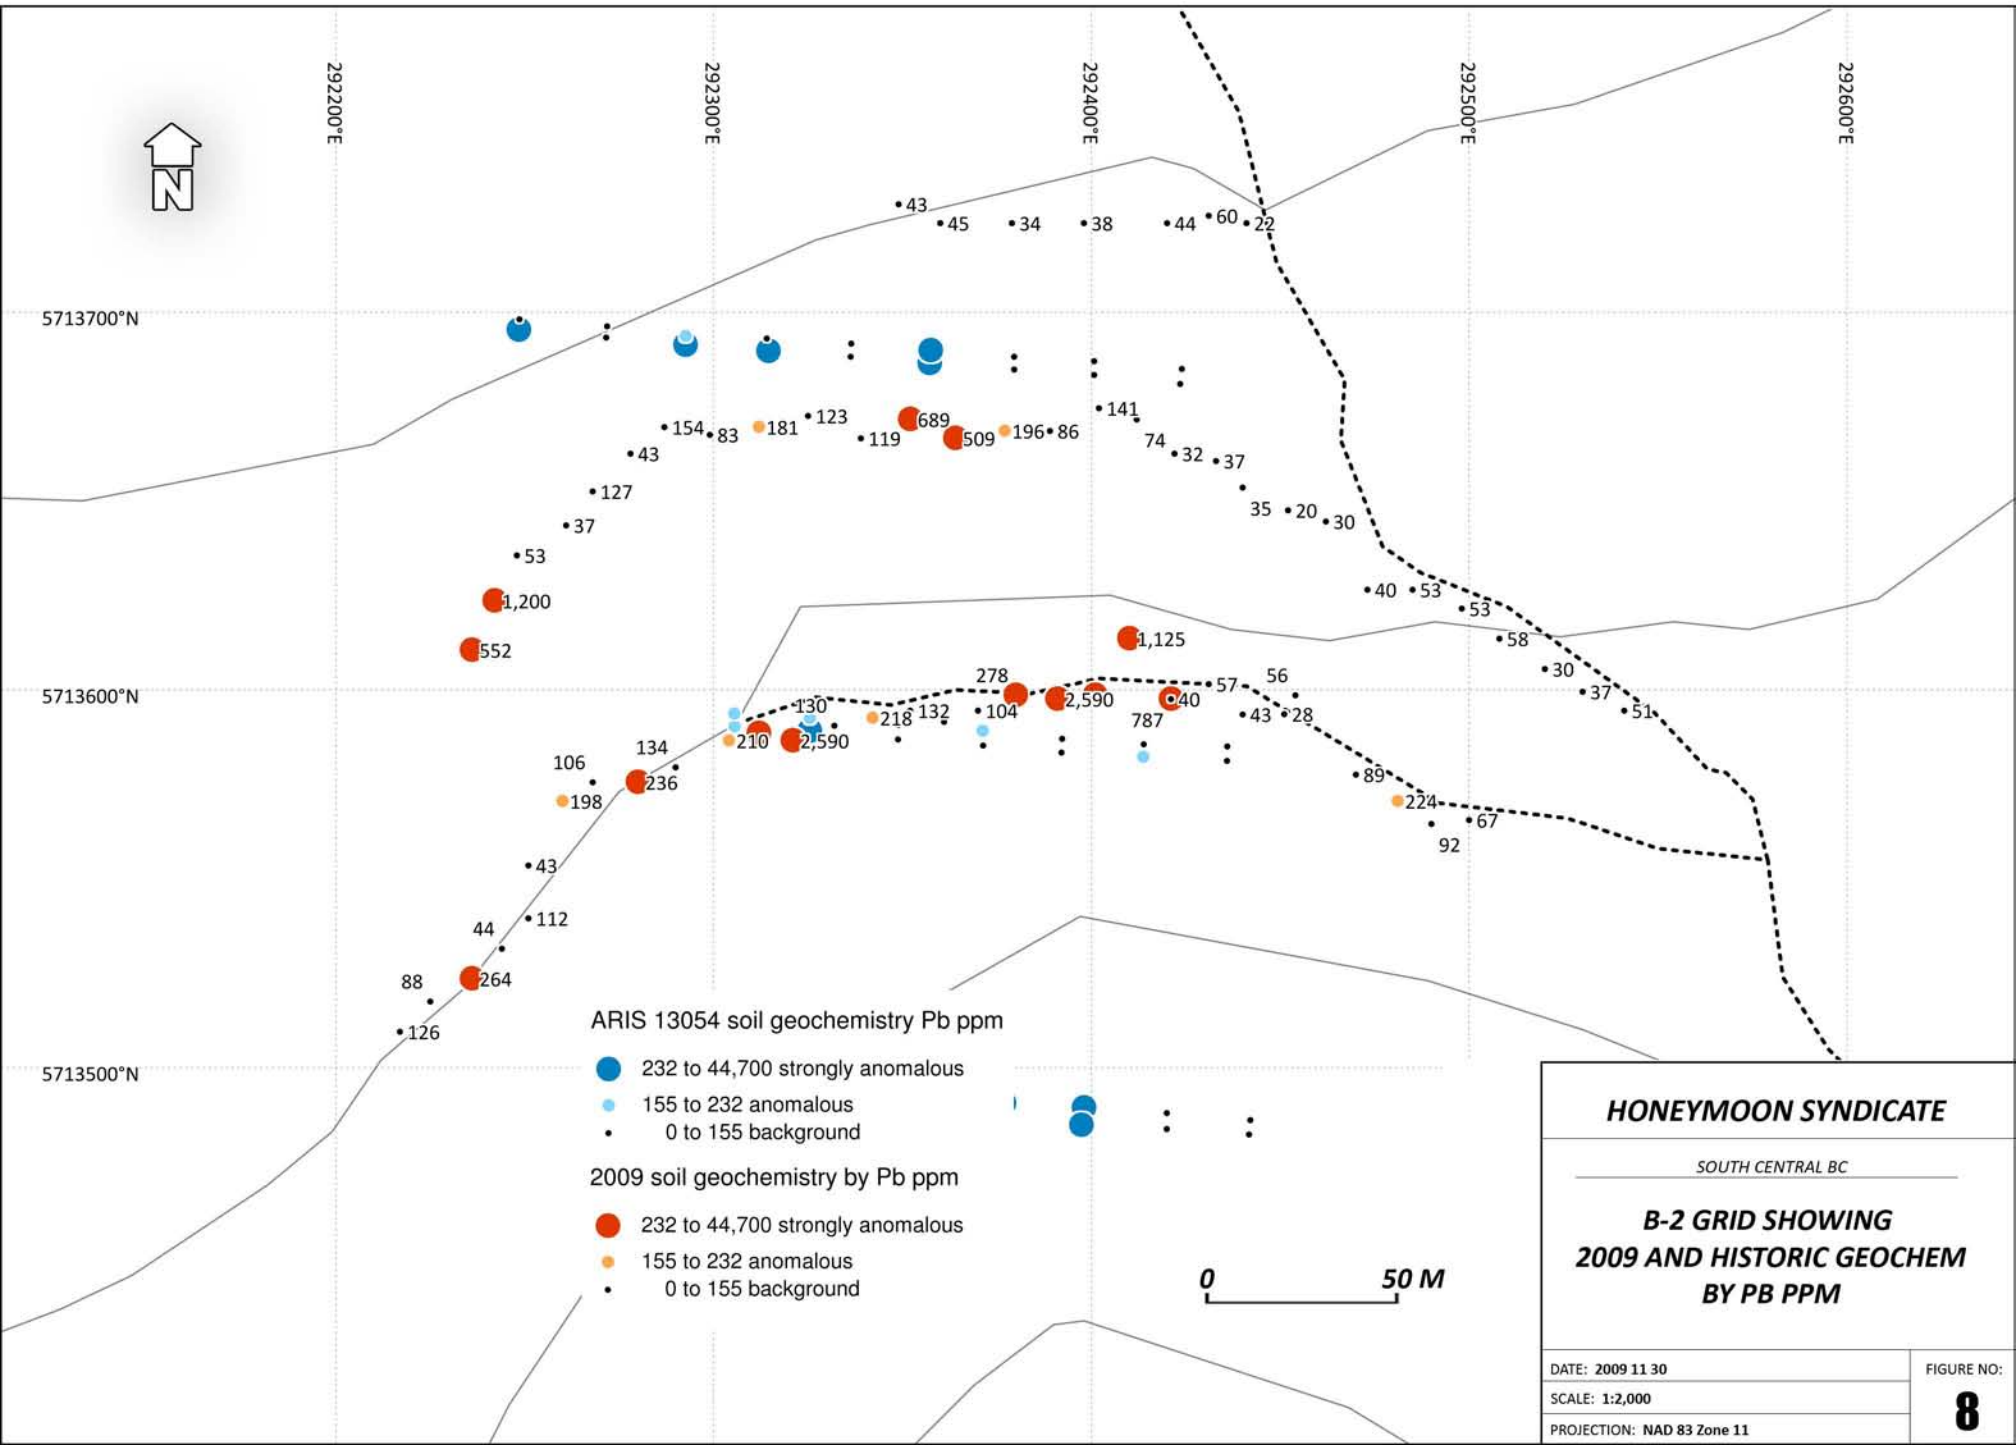 292200°E
292300°E
292400°E
292500°E
292600°E
N
43
45
34
38
44
60
22
5713700°N
154
83
181
123
119
689
509
196
86
141
74
32
37
43
127
35
20
30
37
53
1,200
552
40
53
53
58
30
37
51
1,125
5713600°N
278
2,590
40
57
56
43
28
787
130
218
132
104
210
2,590
134
236
106
198
89
224
67
92
43
112
44
264
88
126
5713500°N
ARIS 13054 soil geochemistry Pb ppm
232 to 44,700 strongly anomalous
155 to 232 anomalous
0 to 155 background
2009 soil geochemistry by Pb ppm
232 to 44,700 strongly anomalous
155 to 232 anomalous
0 to 155 background
0 50 M
HONEYMOON SYNDICATE
SOUTH CENTRAL BC
B-2 GRID SHOWING
2009 AND HISTORIC GEOCHEM
BY PB PPM
DATE: 2009 11 30
SCALE: 1:2,000
PROJECTION: NAD 83 Zone 11
FIGURE NO:
8